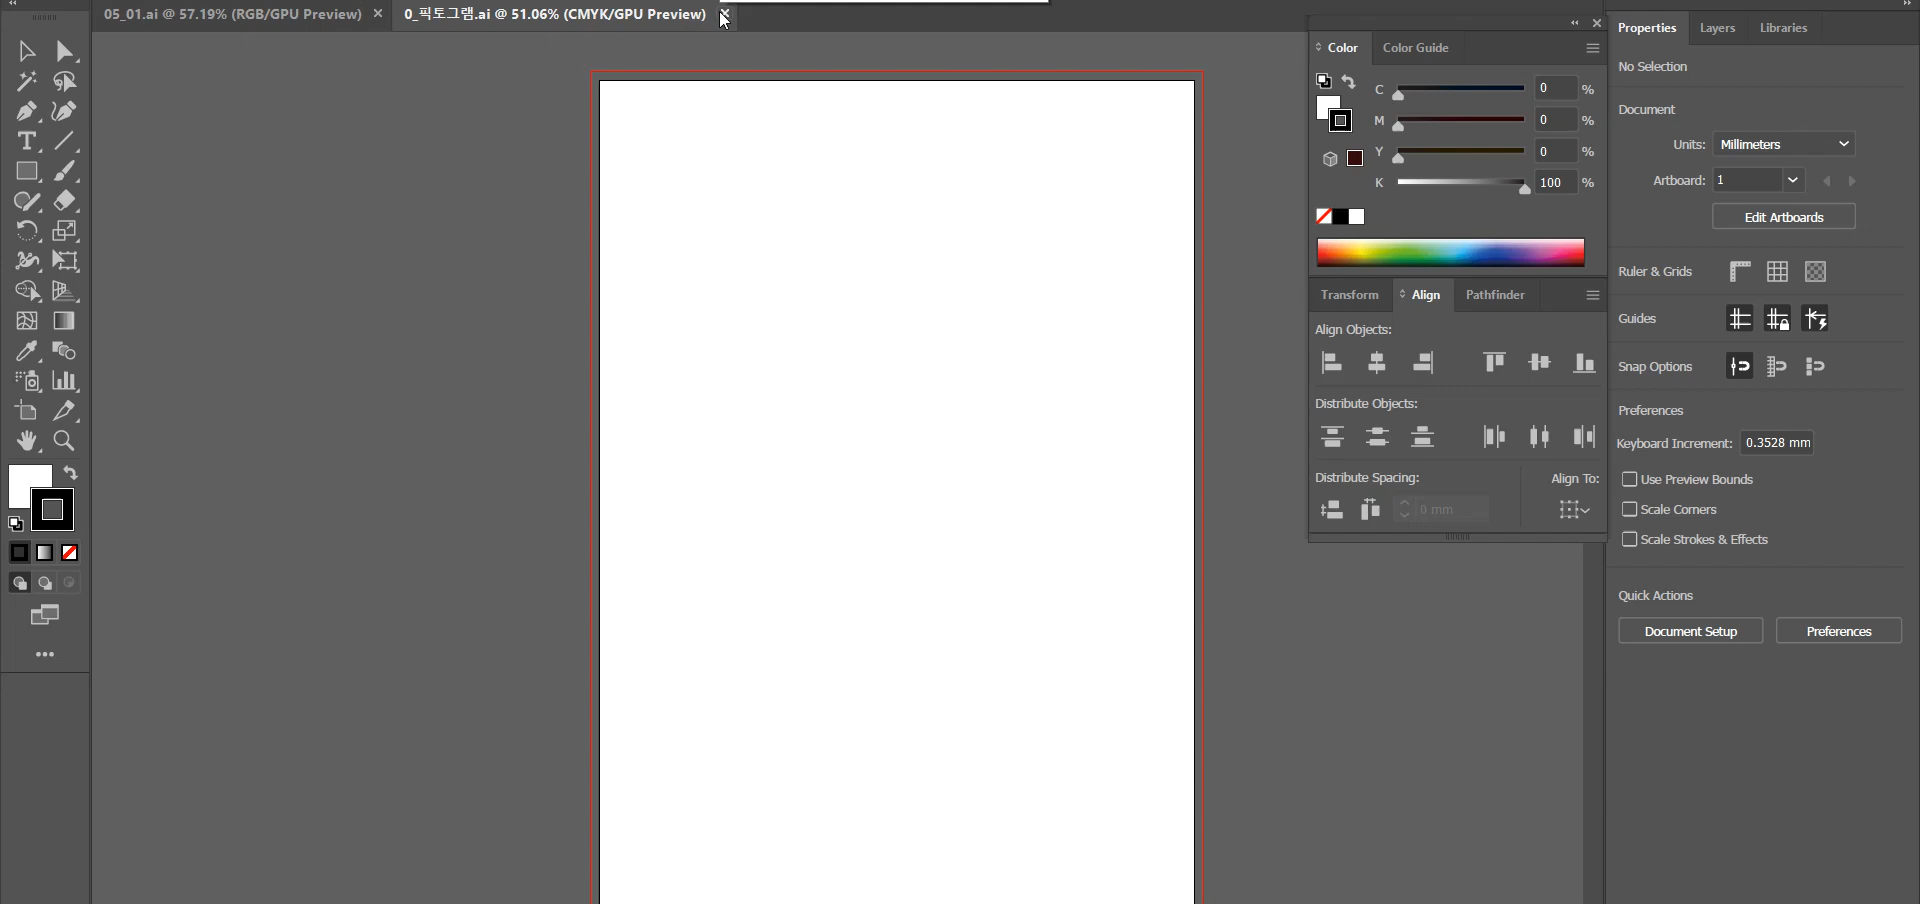 05_01.ai @ 57.19% (RGB/GPU Preview)
0_픽토그램.ai @ 51.06% (CMYK/GPU Preview)
Color
Color Guide
C
0
%
M
0
%
Y
0
%
K
100
%
Transform
Align
Pathfinder
Align Objects:
Distribute Objects:
Distribute Spacing:
Align To:
0 mm
Properties
Layers
Libraries
No Selection
Document
Units:
Millimeters
Artboard:
1
Edit Artboards
Ruler & Grids
Guides
Snap Options
Preferences
Keyboard Increment:
0.3528 mm
Use Preview Bounds
Scale Corners
Scale Strokes & Effects
Quick Actions
Document Setup
Preferences